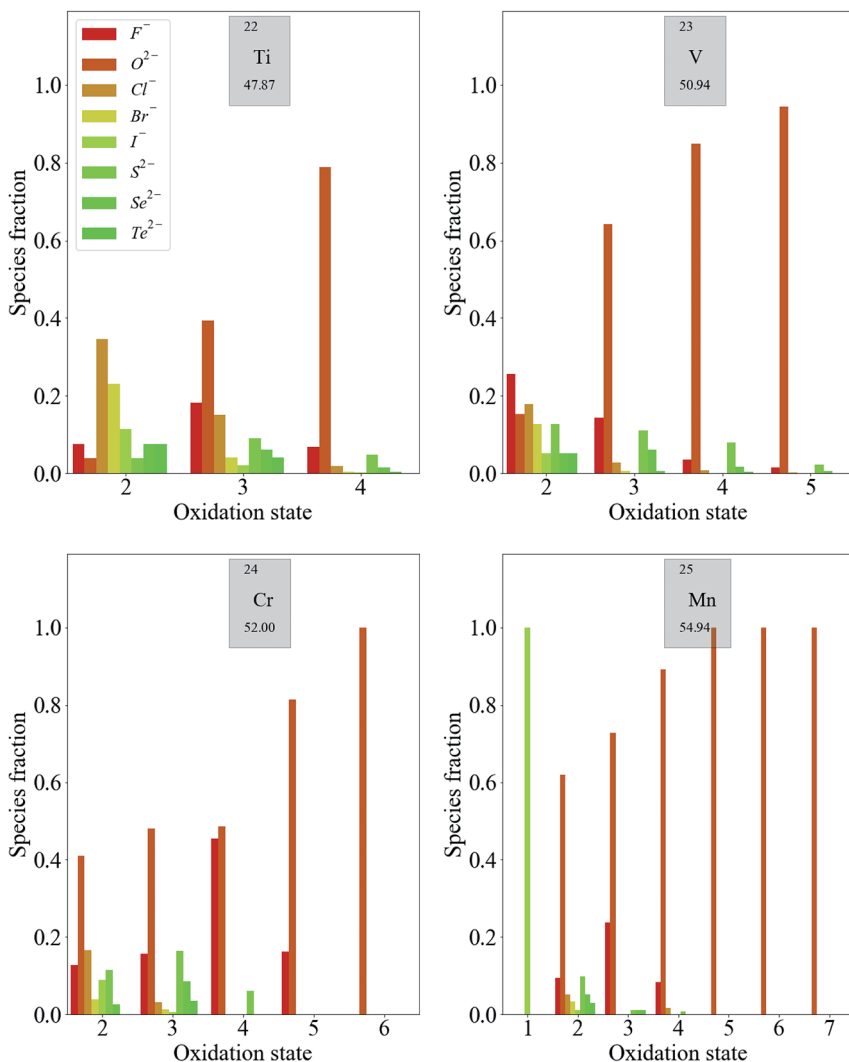 F⁻
O²⁻
Cl⁻
Br⁻
I⁻
S²⁻
Se²⁻
Te²⁻
22
Ti
47.87
Species fraction
1.0
0.8
0.6
0.4
0.2
0.0
2 3 4
Oxidation state
23
V
50.94
Species fraction
1.0
0.8
0.6
0.4
0.2
0.0
2 3 4 5
Oxidation state
24
Cr
52.00
Species fraction
1.0
0.8
0.6
0.4
0.2
0.0
2 3 4 5 6
Oxidation state
25
Mn
54.94
Species fraction
1.0
0.8
0.6
0.4
0.2
0.0
1 2 3 4 5 6 7
Oxidation state